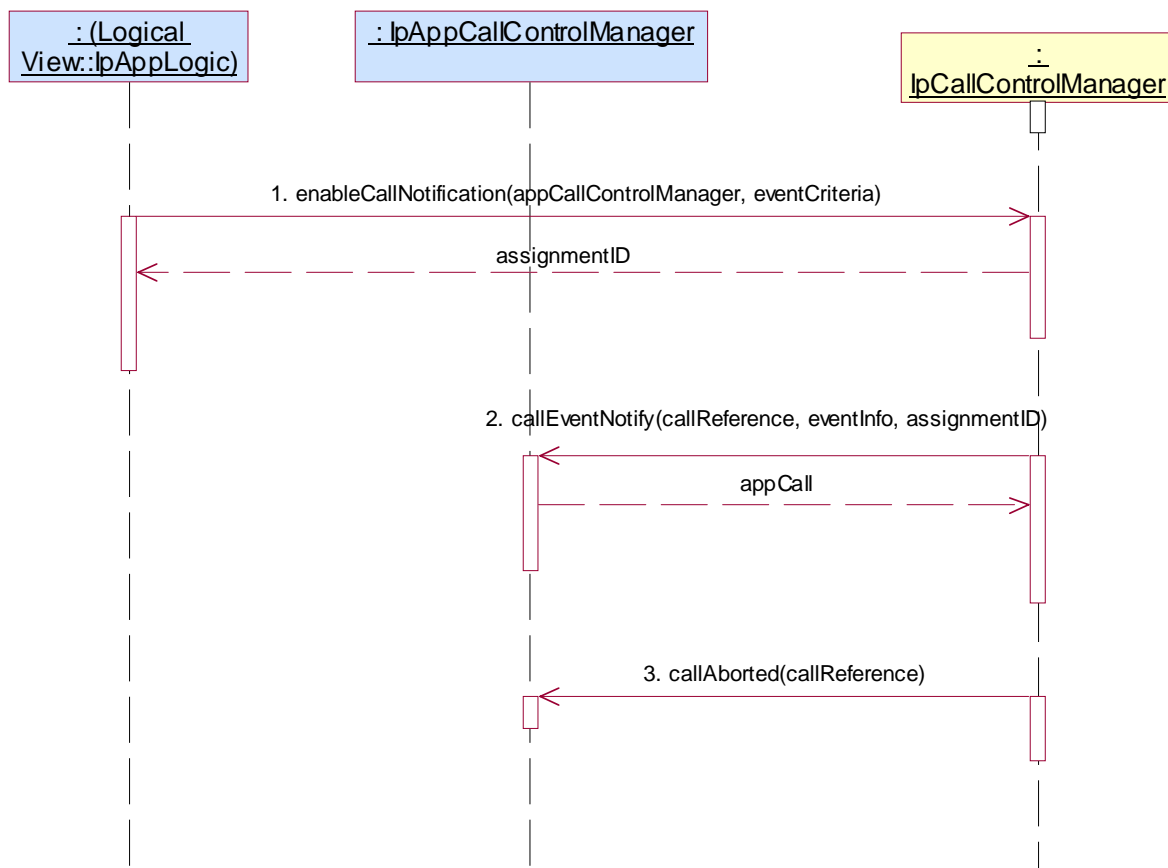 : (Logical
View::IpAppLogic)
: IpAppCallControlManager
:
IpCallControlManager
1. enableCallNotification(appCallControlManager, eventCriteria)
assignmentID
2. callEventNotify(callReference, eventInfo, assignmentID)
appCall
3. callAborted(callReference)